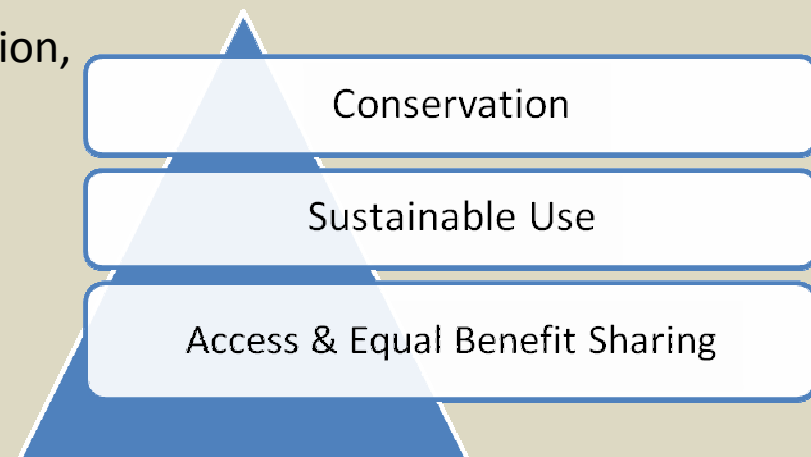 ion,
Conservation
Sustainable Use
Access & Equal Benefit Sharing